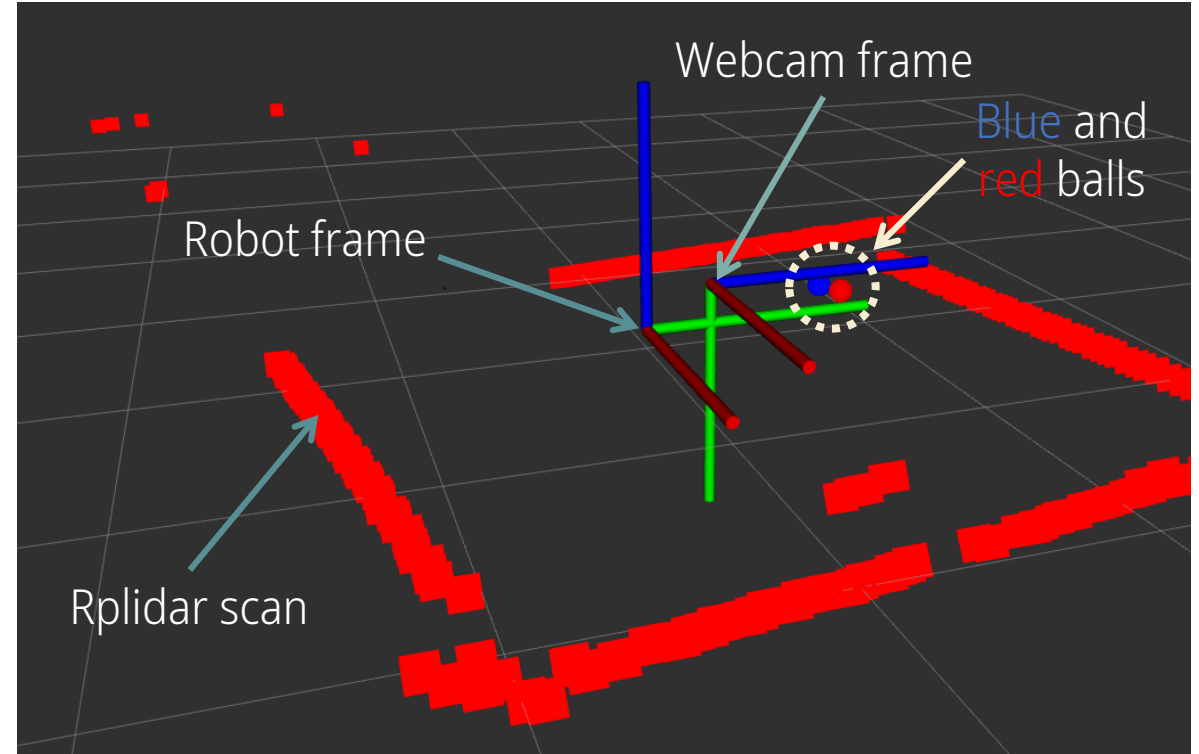 Webcam frame
Blue and
red balls
Robot frame
Rplidar scan